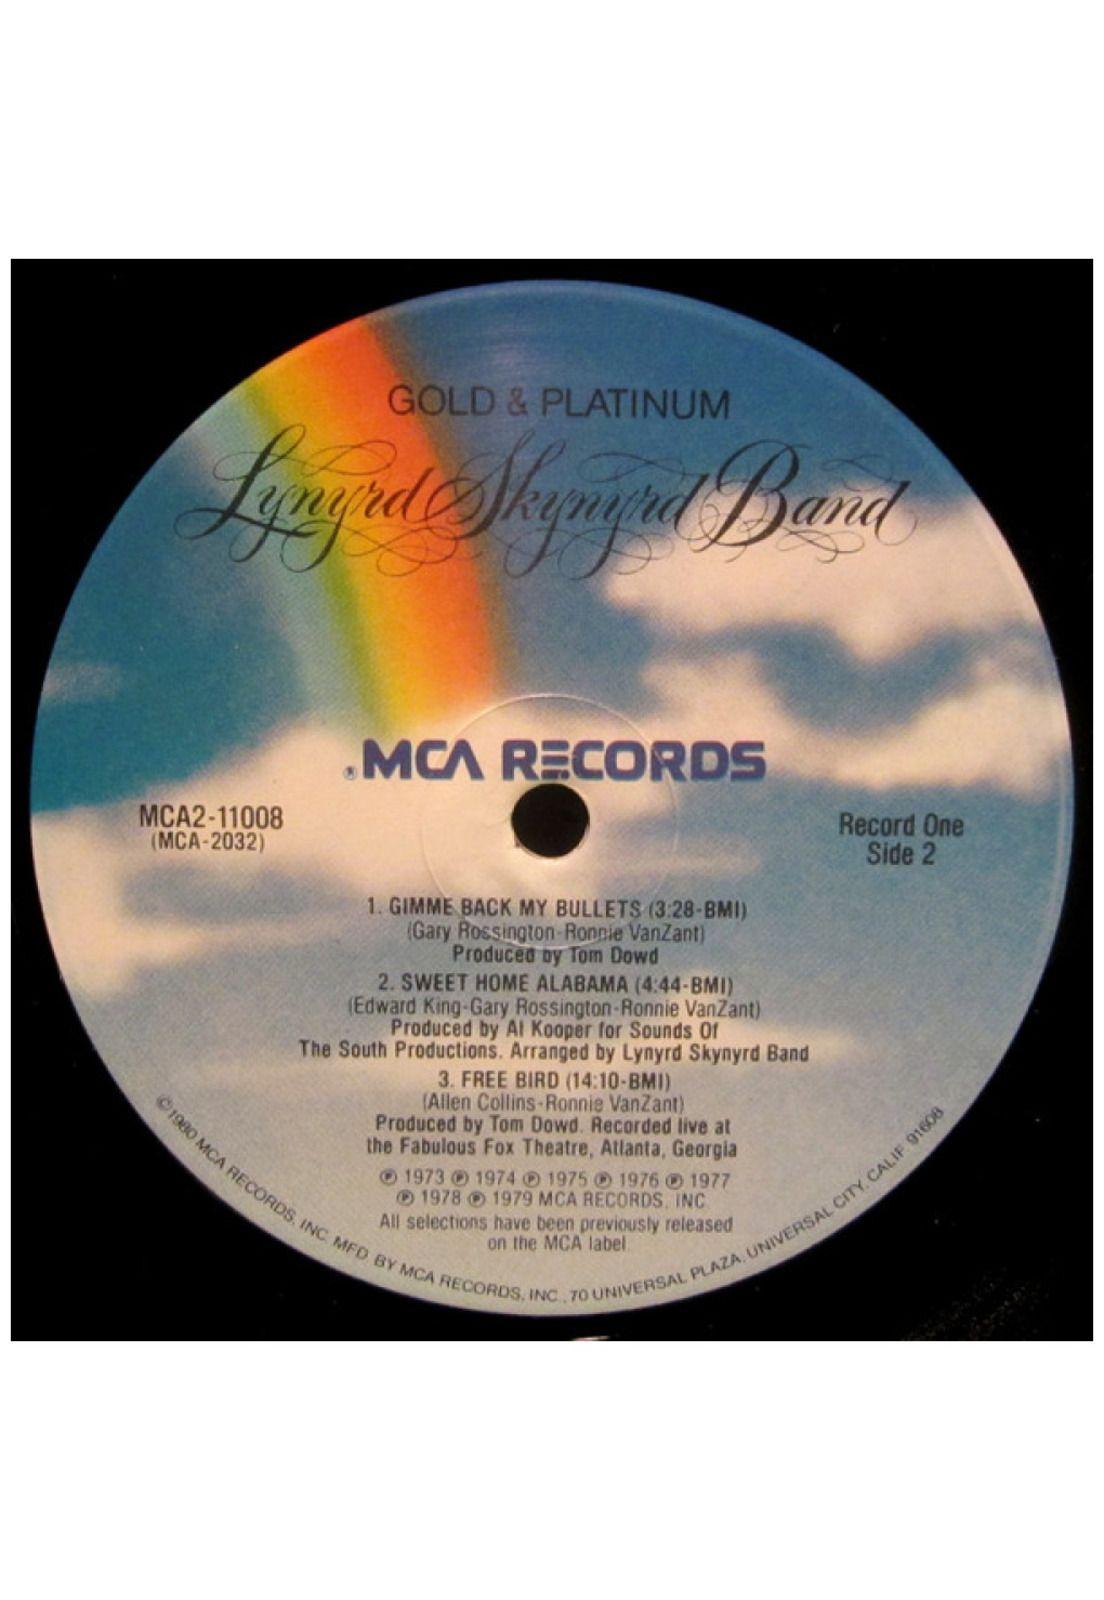 GOLD & PLATINUM
Lynyrd Skynyrd Band
® MCA RECORDS
MCA2-11008
(MCA-2032)
Record One
Side 2
1. GIMME BACK MY BULLETS (3:28-BMI)
(Gary Rossington-Ronnie VanZant)
Produced by Tom Dowd
2. SWEET HOME ALABAMA (4:44-BMI)
(Edward King-Gary Rossington-Ronnie VanZant)
Produced by Al Kooper for Sounds Of
The South Productions. Arranged by Lynyrd Skynyrd Band
3. FREE BIRD (14:10-BMI)
(Allen Collins-Ronnie VanZant)
Produced by Tom Dowd. Recorded live at
the Fabulous Fox Theatre, Atlanta, Georgia
℗ 1973 ℗ 1974 ℗ 1975 ℗ 1976 ℗ 1977
℗ 1978 ℗ 1979 MCA RECORDS, INC.
All selections have been previously released
on the MCA label
©1980 MCA RECORDS, INC. MFD. BY MCA RECORDS, INC., 70 UNIVERSAL PLAZA, UNIVERSAL CITY, CALIF. 91608